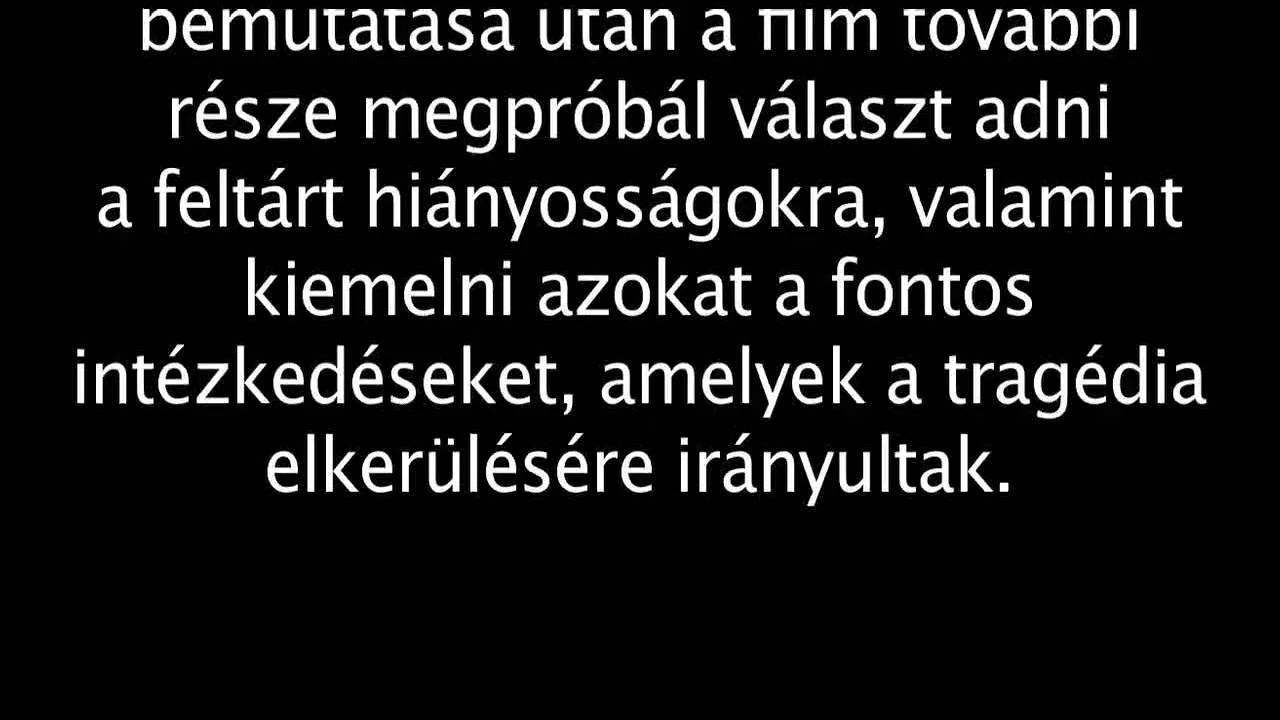 bemutatása után a film további
része megpróbál választ adni
a feltárt hiányosságokra, valamint
kiemelni azokat a fontos
intézkedéseket, amelyek a tragédia
elkerülésére irányultak.